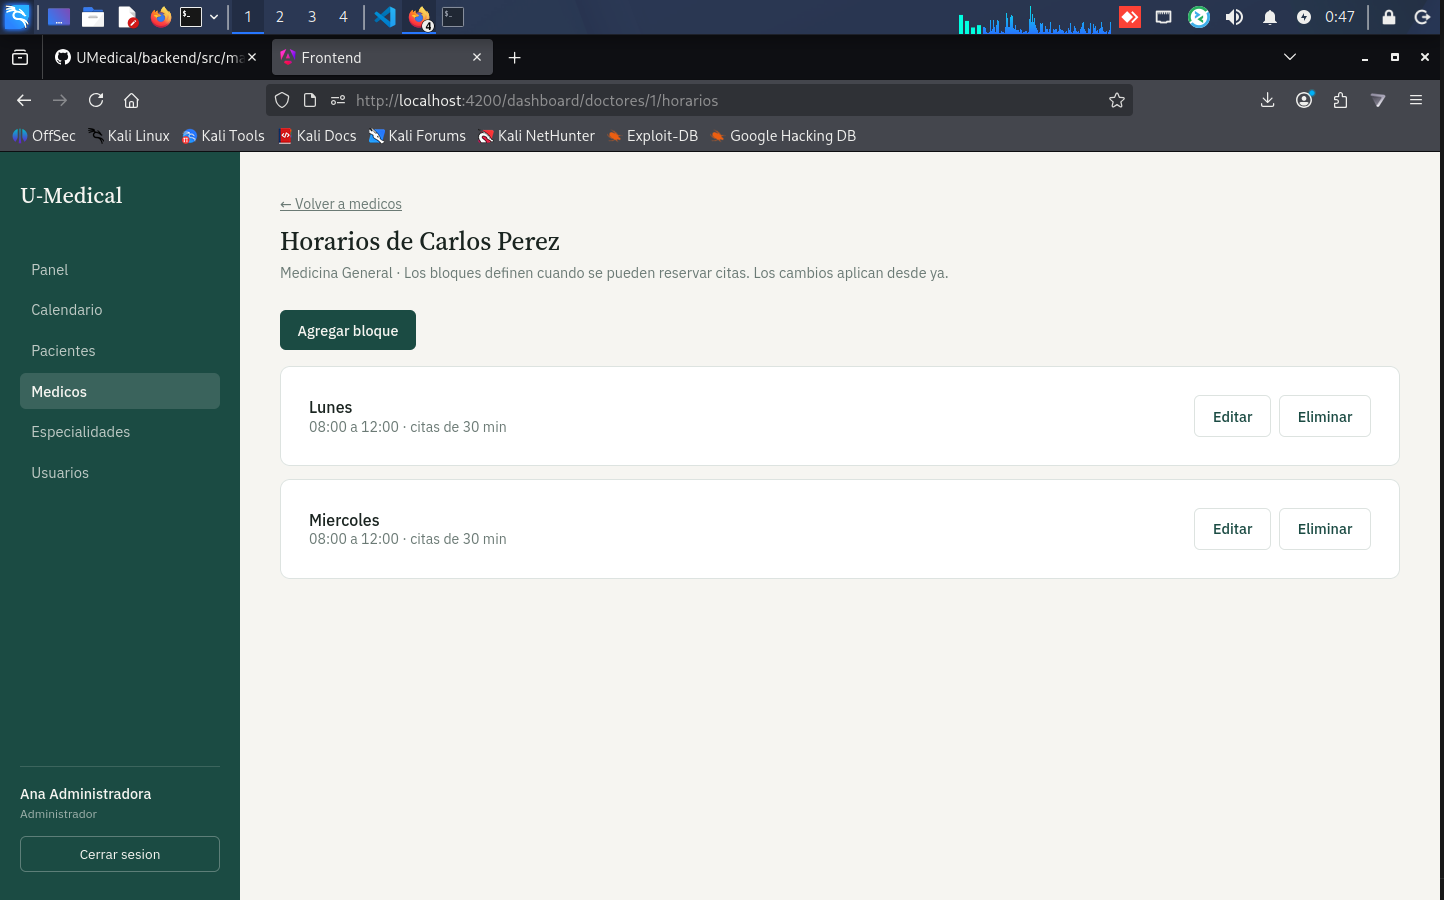 1 2 3 4 0:47
UMedical/backend/src/ma
Frontend
http://localhost:4200/dashboard/doctores/1/horarios
OffSec Kali Linux Kali Tools Kali Docs Kali Forums Kali NetHunter Exploit-DB Google Hacking DB
U-Medical
Panel
Calendario
Pacientes
Medicos
Especialidades
Usuarios
Ana Administradora
Administrador
Cerrar sesion
← Volver a medicos
Horarios de Carlos Perez
Medicina General · Los bloques definen cuando se pueden reservar citas. Los cambios aplican desde ya.
Agregar bloque
Lunes
08:00 a 12:00 · citas de 30 min
Editar Eliminar
Miercoles
08:00 a 12:00 · citas de 30 min
Editar Eliminar